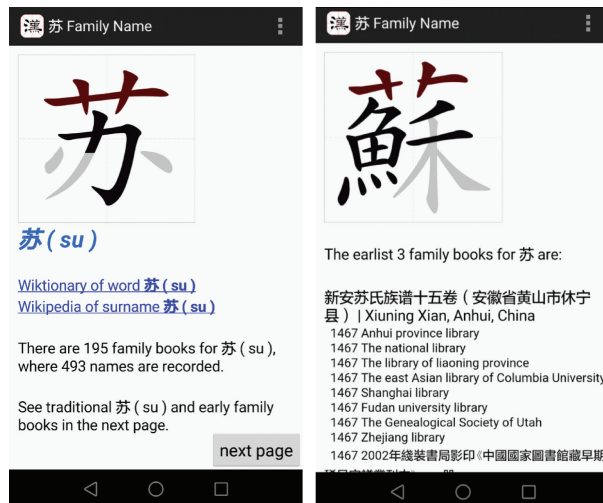 漢 苏 Family Name
苏
苏 ( su )
Wiktionary of word 苏 ( su )
Wikipedia of surname 苏 ( su )
There are 195 family books for 苏 ( su ),
where 493 names are recorded.
See traditional 苏 ( su ) and early family
books in the next page.
next page
漢 苏 Family Name
蘇
The earlist 3 family books for 苏 are:
新安苏氏族谱十五卷 ( 安徽省黄山市休宁
县 ) | Xiuning Xian, Anhui, China
1467 Anhui province library
1467 The national library
1467 The library of liaoning province
1467 The east Asian library of Columbia University
1467 Shanghai library
1467 Fudan university library
1467 The Genealogical Society of Utah
1467 Zhejiang library
1467 2002年綫裝書局影印《中國國家圖書館藏早期